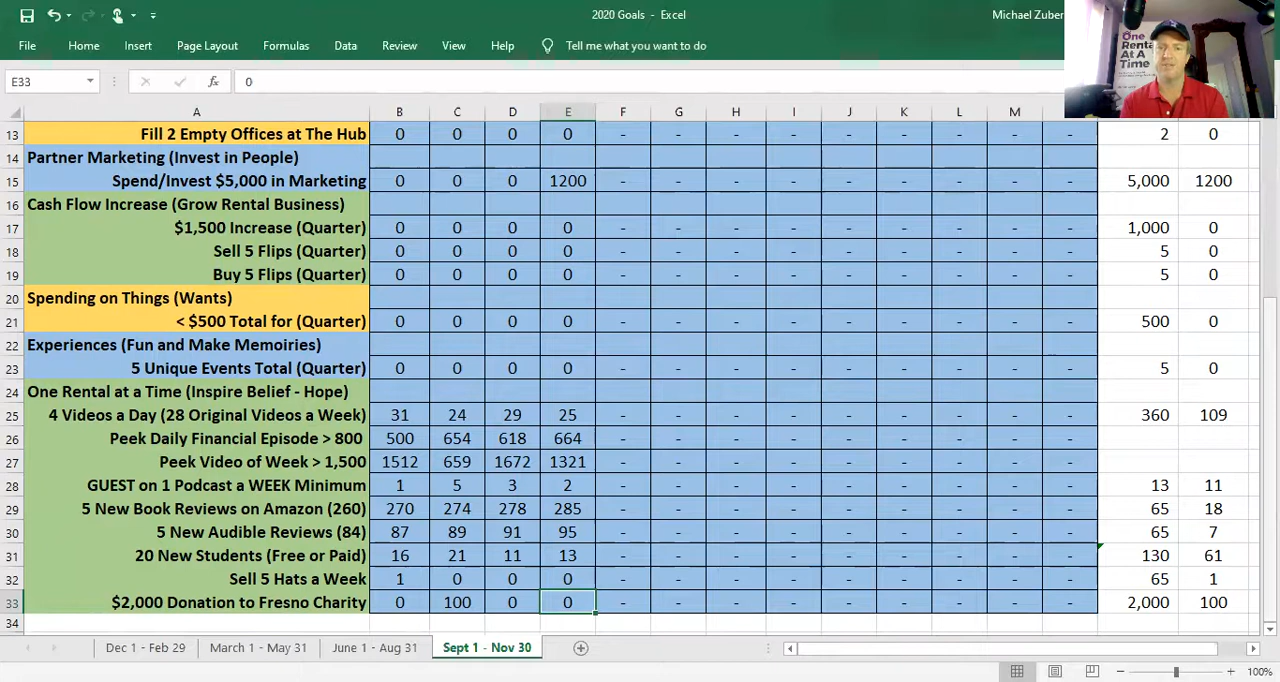 2020 Goals - Excel
Michael Zuber
File Home Insert Page Layout Formulas Data Review View Help Tell me what you want to do
One
Rental
At A
Time
E33 fx 0
A B C D E F G H I J K L M
13 Fill 2 Empty Offices at The Hub 0 0 0 0 - - - - - - - - - 2 0
14 Partner Marketing (Invest in People)
15 Spend/Invest $5,000 in Marketing 0 0 0 1200 - - - - - - - - - 5,000 1200
16 Cash Flow Increase (Grow Rental Business)
17 $1,500 Increase (Quarter) 0 0 0 0 - - - - - - - - - 1,000 0
18 Sell 5 Flips (Quarter) 0 0 0 0 - - - - - - - - - 5 0
19 Buy 5 Flips (Quarter) 0 0 0 0 - - - - - - - - - 5 0
20 Spending on Things (Wants)
21 < $500 Total for (Quarter) 0 0 0 0 - - - - - - - - - 500 0
22 Experiences (Fun and Make Memoiries)
23 5 Unique Events Total (Quarter) 0 0 0 0 - - - - - - - - - 5 0
24 One Rental at a Time (Inspire Belief - Hope)
25 4 Videos a Day (28 Original Videos a Week) 31 24 29 25 - - - - - - - - - 360 109
26 Peek Daily Financial Episode > 800 500 654 618 664 - - - - - - - - -
27 Peek Video of Week > 1,500 1512 659 1672 1321 - - - - - - - - -
28 GUEST on 1 Podcast a WEEK Minimum 1 5 3 2 - - - - - - - - - 13 11
29 5 New Book Reviews on Amazon (260) 270 274 278 285 - - - - - - - - - 65 18
30 5 New Audible Reviews (84) 87 89 91 95 - - - - - - - - - 65 7
31 20 New Students (Free or Paid) 16 21 11 13 - - - - - - - - - 130 61
32 Sell 5 Hats a Week 1 0 0 0 - - - - - - - - - 65 1
33 $2,000 Donation to Fresno Charity 0 100 0 0 - - - - - - - - - 2,000 100
34
Dec 1 - Feb 29 March 1 - May 31 June 1 - Aug 31 Sept 1 - Nov 30
100%